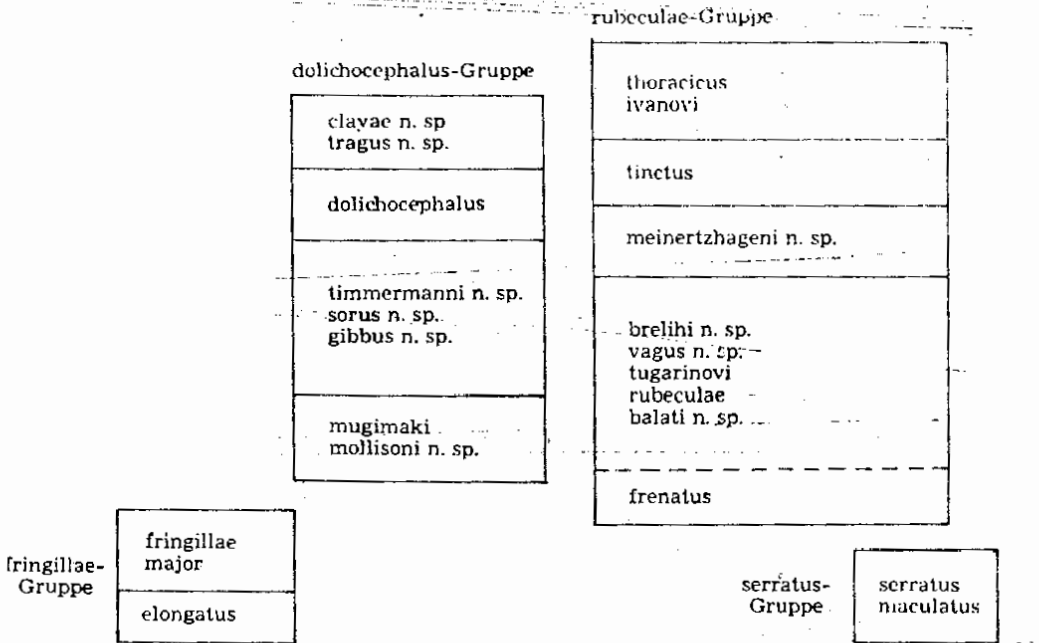 rubeculae-Gruppe
dolichocephalus-Gruppe
thoracicus
ivanovi
clayae n. sp
tragus n. sp.
tinctus
dolichocephalus
meinertzhageni n. sp.
timmermanni n. sp.
sorus n. sp.
gibbus n. sp.
brelihi n. sp.
vagus n. sp.
tugarinovi
rubeculae
balati n. sp.
mugimaki
mollisoni n. sp.
frenatus
fringillae-
Gruppe
fringillae
major
elongatus
serratus-
Gruppe
serratus
maculatus